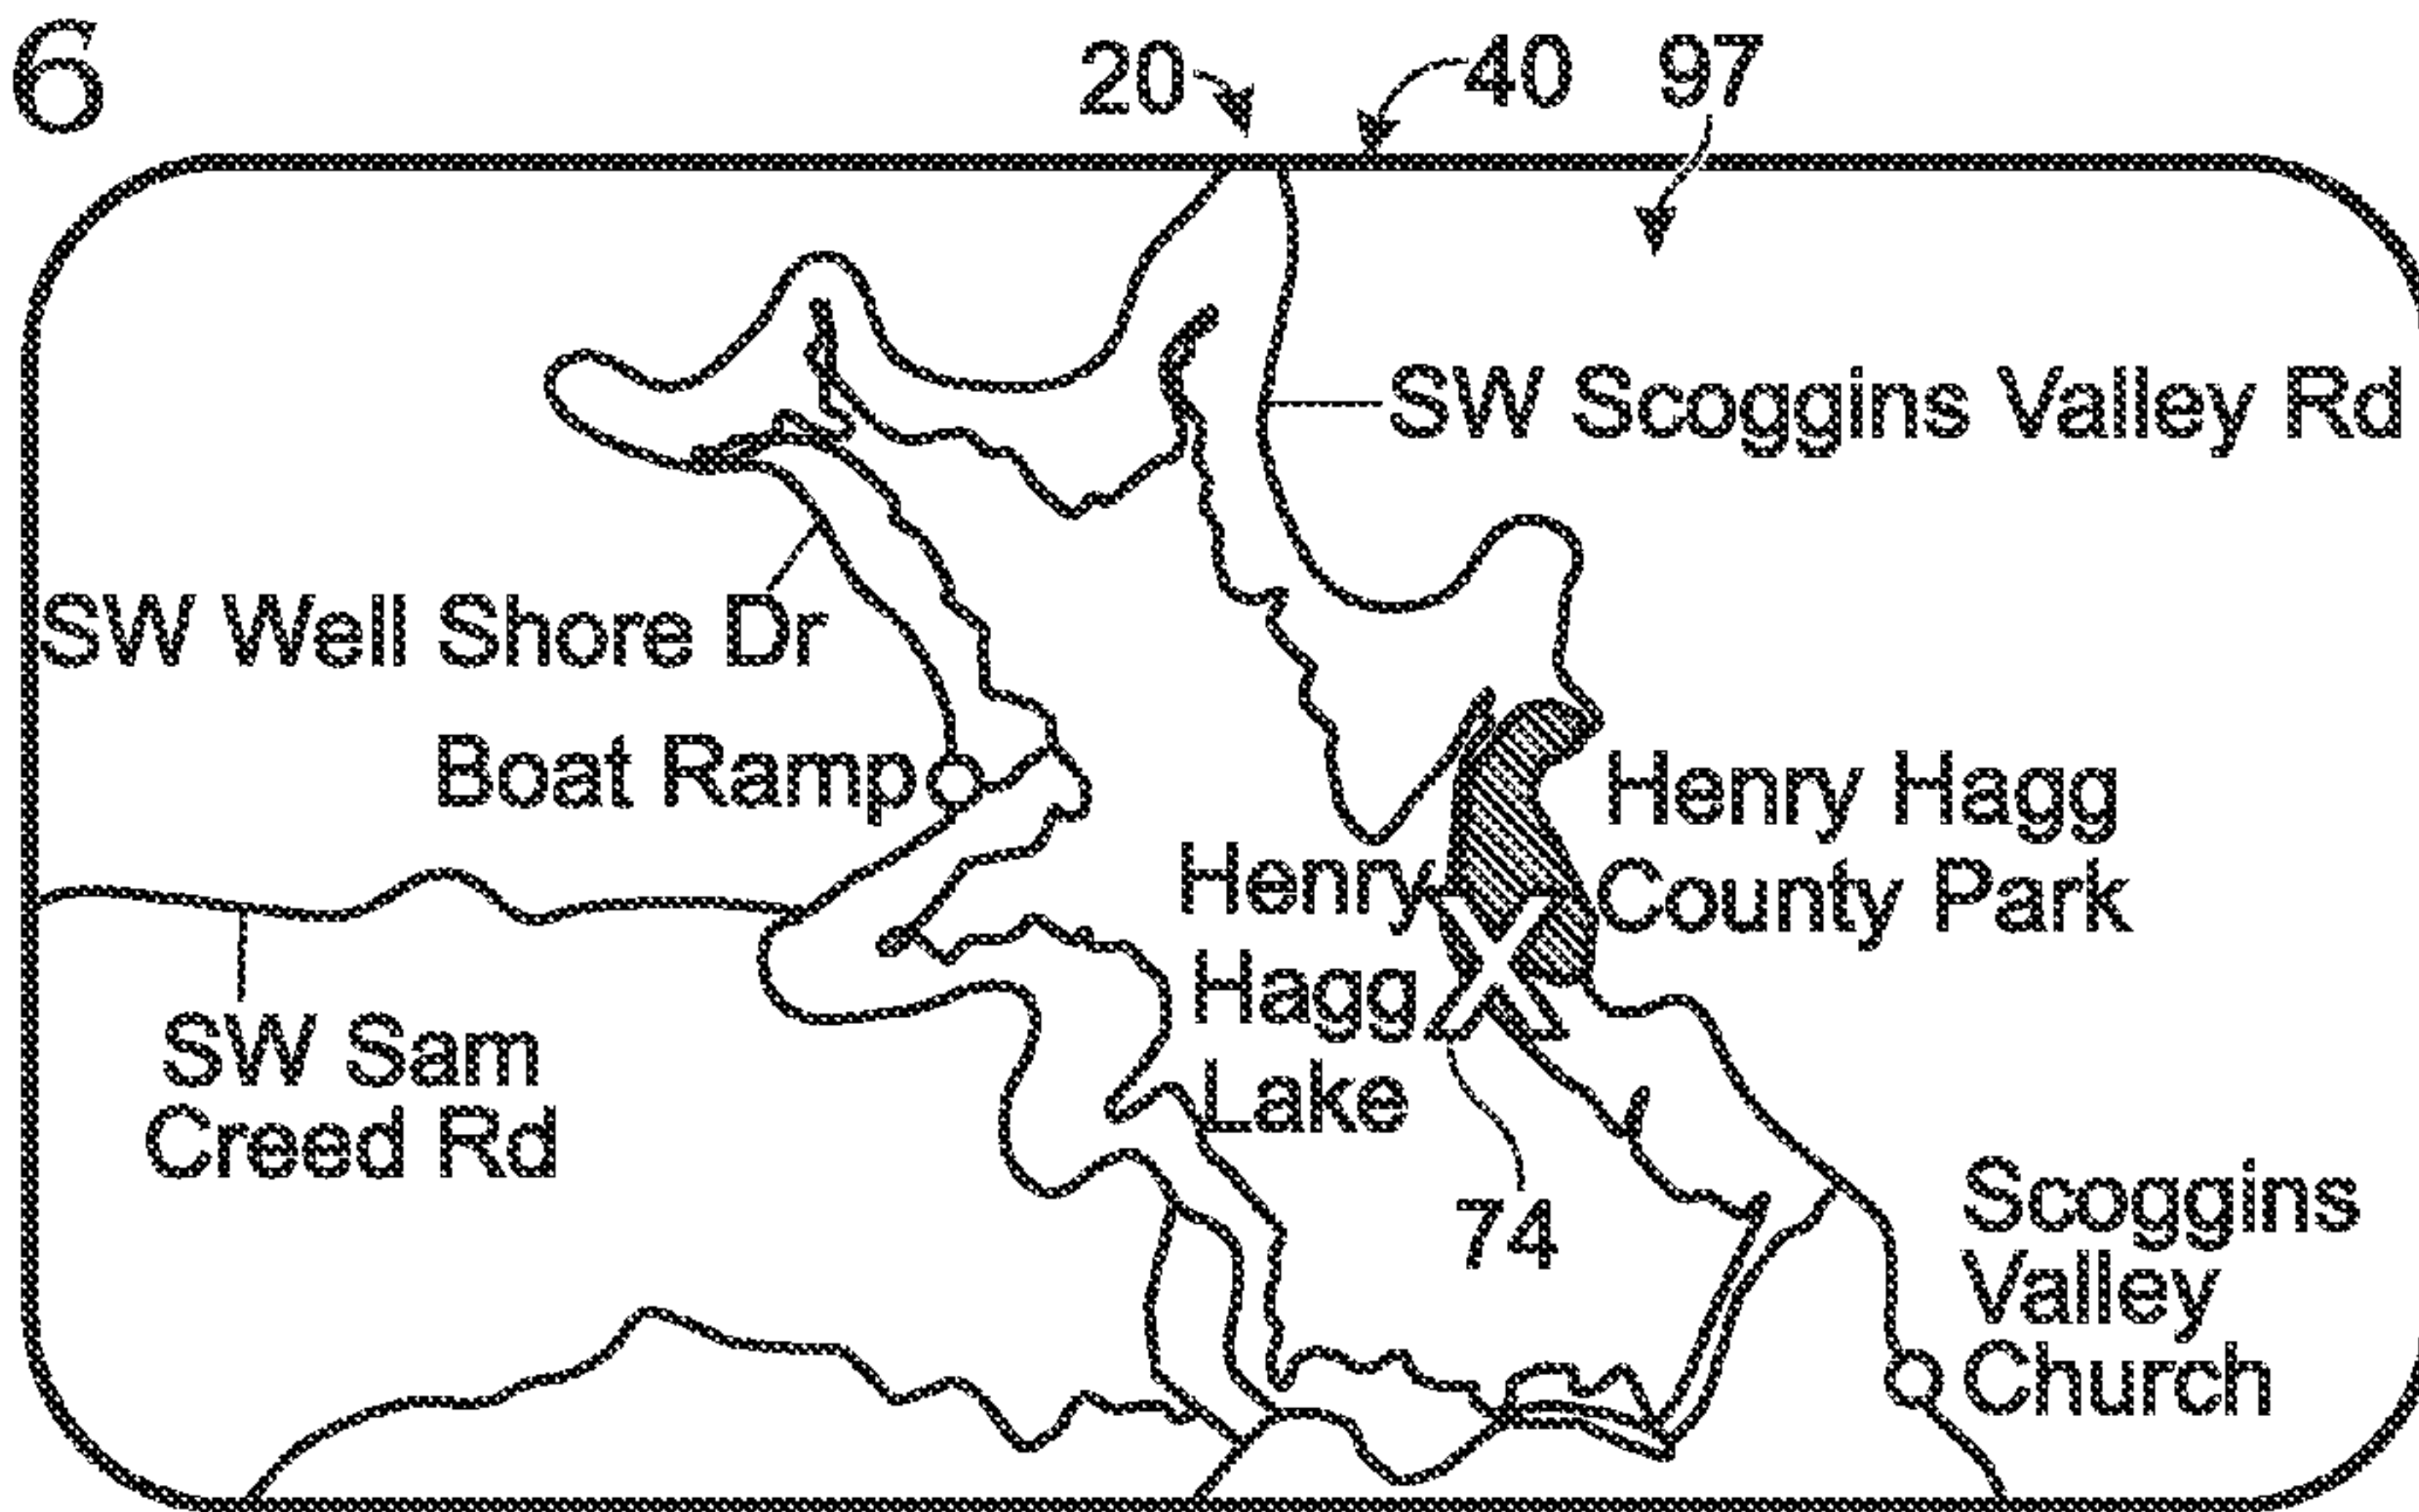 6
20 40 97
SW Scoggins Valley Rd
SW Well Shore Dr
Boat Ramp
Henry Hagg
County Park
Henry
Hagg
Lake
SW Sam
Creed Rd
74
Scoggins
Valley
Church